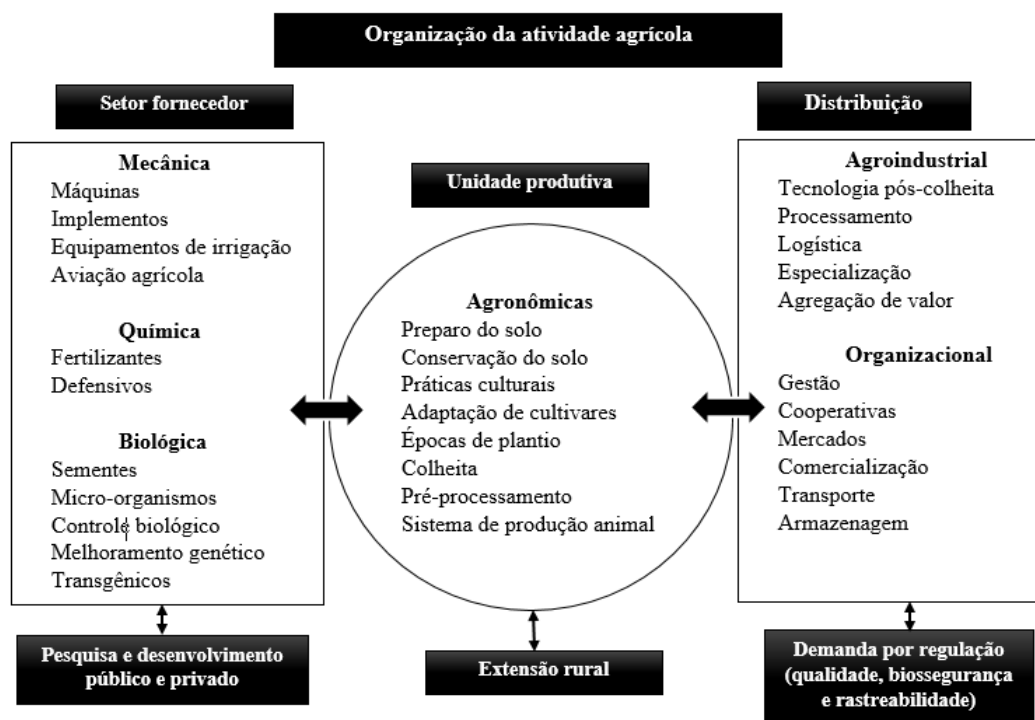 Organização da atividade agrícola
Setor fornecedor
Mecânica
Máquinas
Implementos
Equipamentos de irrigação
Aviação agrícola
Química
Fertilizantes
Defensivos
Biológica
Sementes
Micro-organismos
Controle biológico
Melhoramento genético
Transgênicos
Pesquisa e desenvolvimento
público e privado
Unidade produtiva
Agronômicas
Preparo do solo
Conservação do solo
Práticas culturais
Adaptação de cultivares
Épocas de plantio
Colheita
Pré-processamento
Sistema de produção animal
Extensão rural
Distribuição
Agroindustrial
Tecnologia pós-colheita
Processamento
Logística
Especialização
Agregação de valor
Organizacional
Gestão
Cooperativas
Mercados
Comercialização
Transporte
Armazenagem
Demanda por regulação
(qualidade, biossegurança
e rastreabilidade)